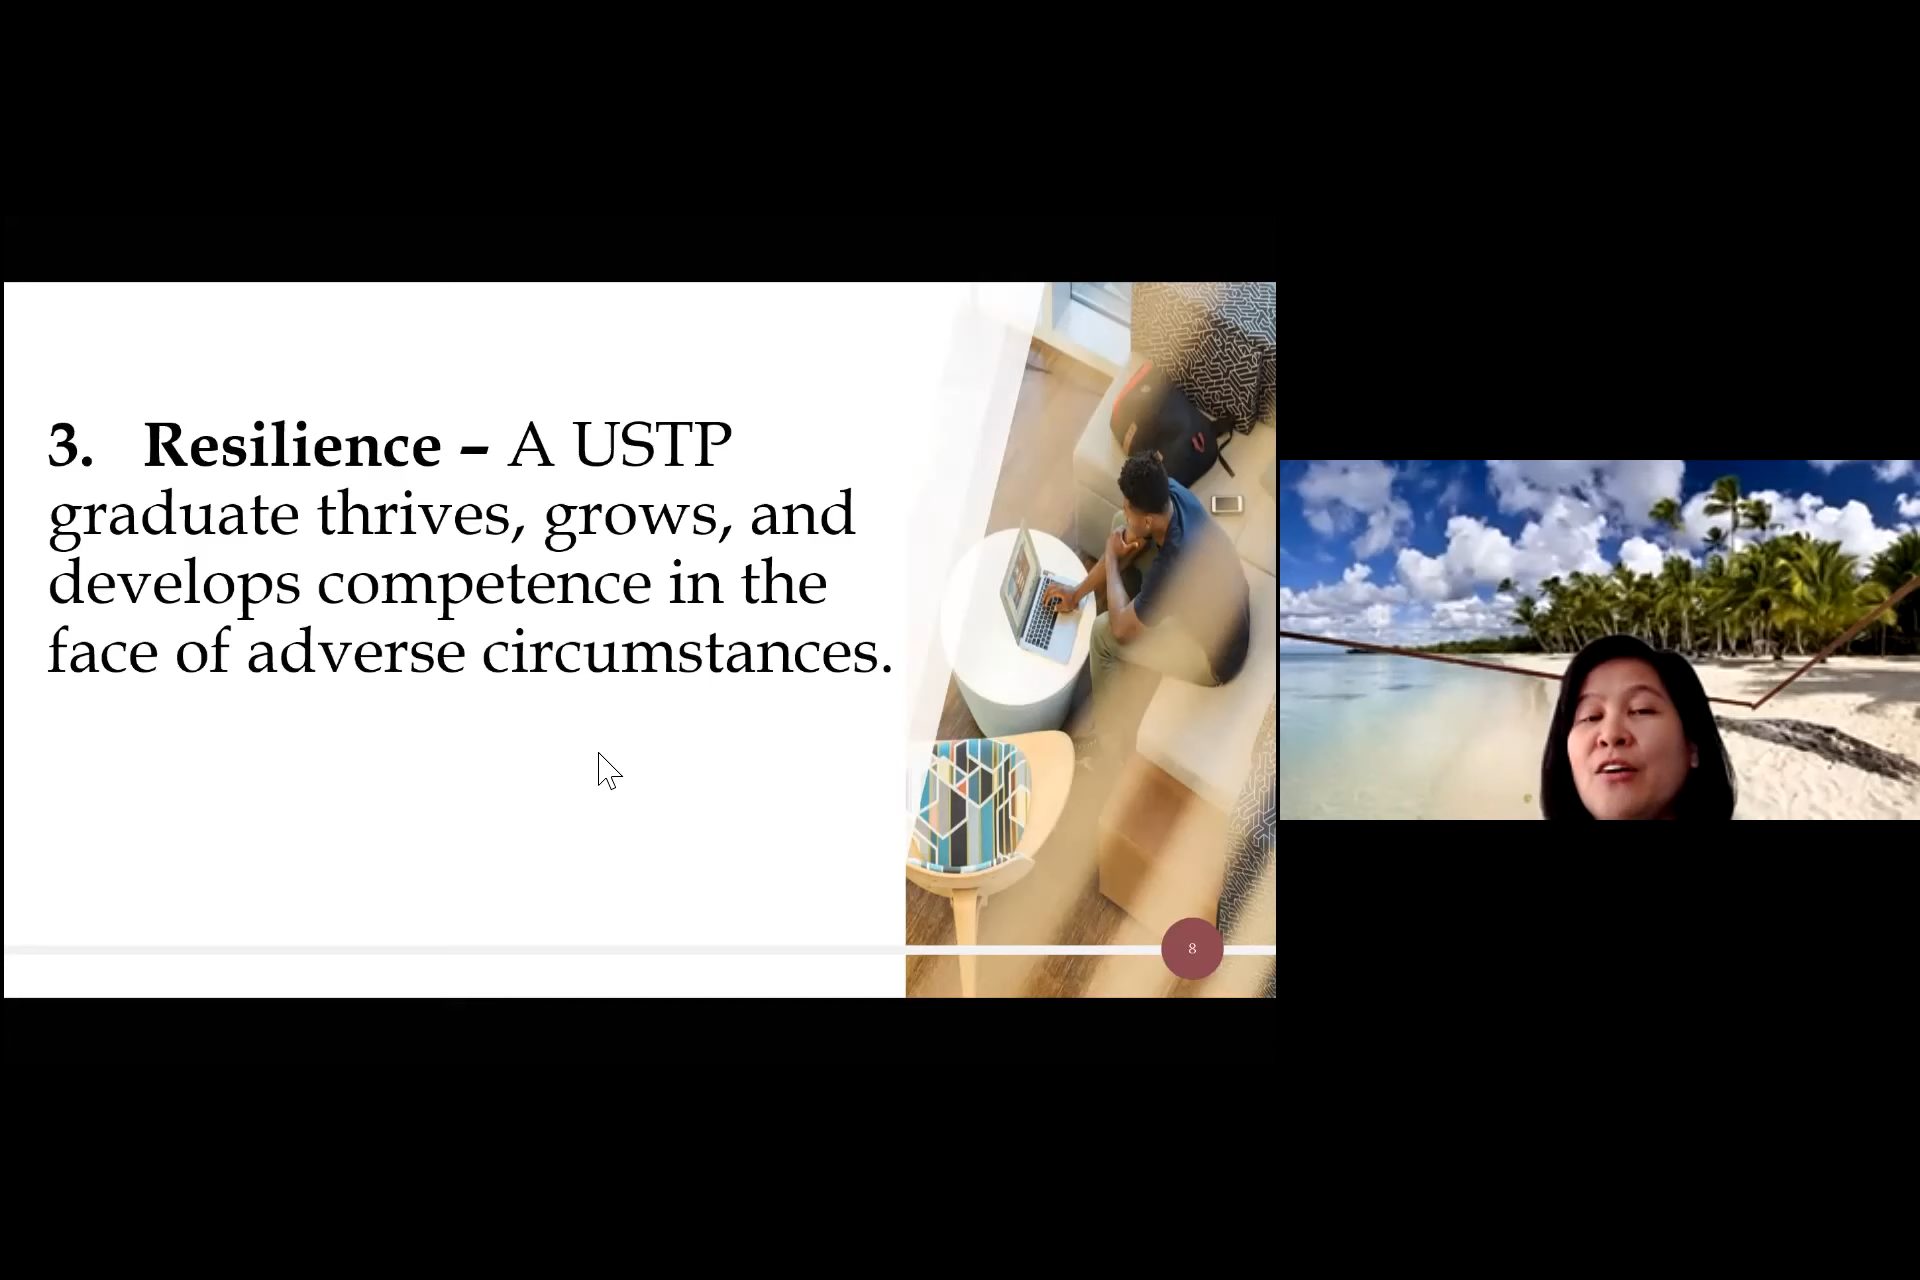 3. Resilience – A USTP
graduate thrives, grows, and
develops competence in the
face of adverse circumstances.
8